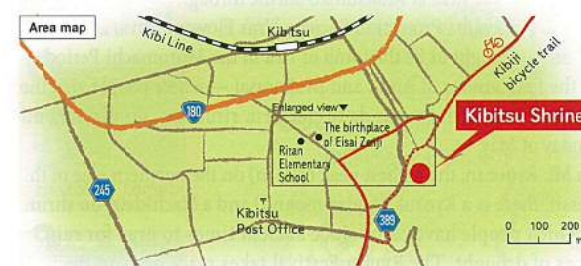 Area map
Kibi Line
Kibitsu
Kibiji
bicycle trail
180
Enlarged view▼
Kibitsu Shrine
The birthplace
of Eisai Zenji
Riran
Elementary
School
245
Kibitsu
Post Office
389
0 100 200
m